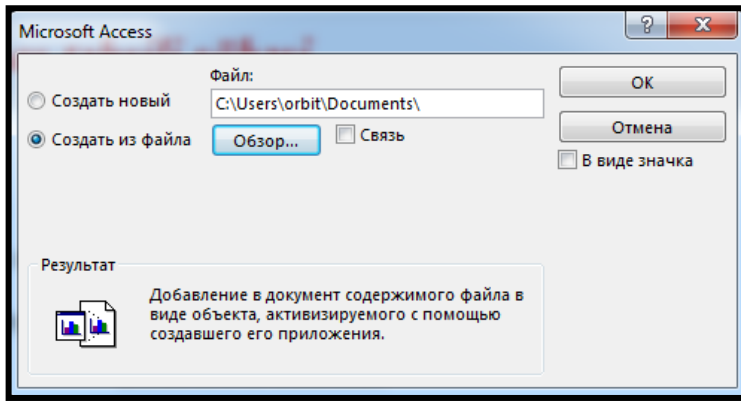 Microsoft Access
Файл:
Создать новый
C:\Users\orbit\Documents\
OK
Создать из файла
Обзор...
Связь
Отмена
В виде значка
Результат
Добавление в документ содержимого файла в
виде объекта, активизируемого с помощью
создавшего его приложения.